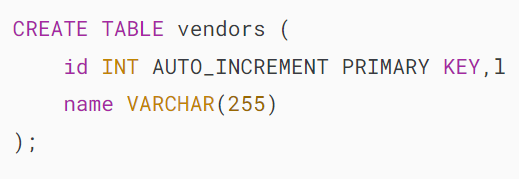 CREATE TABLE vendors (
    id INT AUTO_INCREMENT PRIMARY KEY,l
    name VARCHAR(255)
);